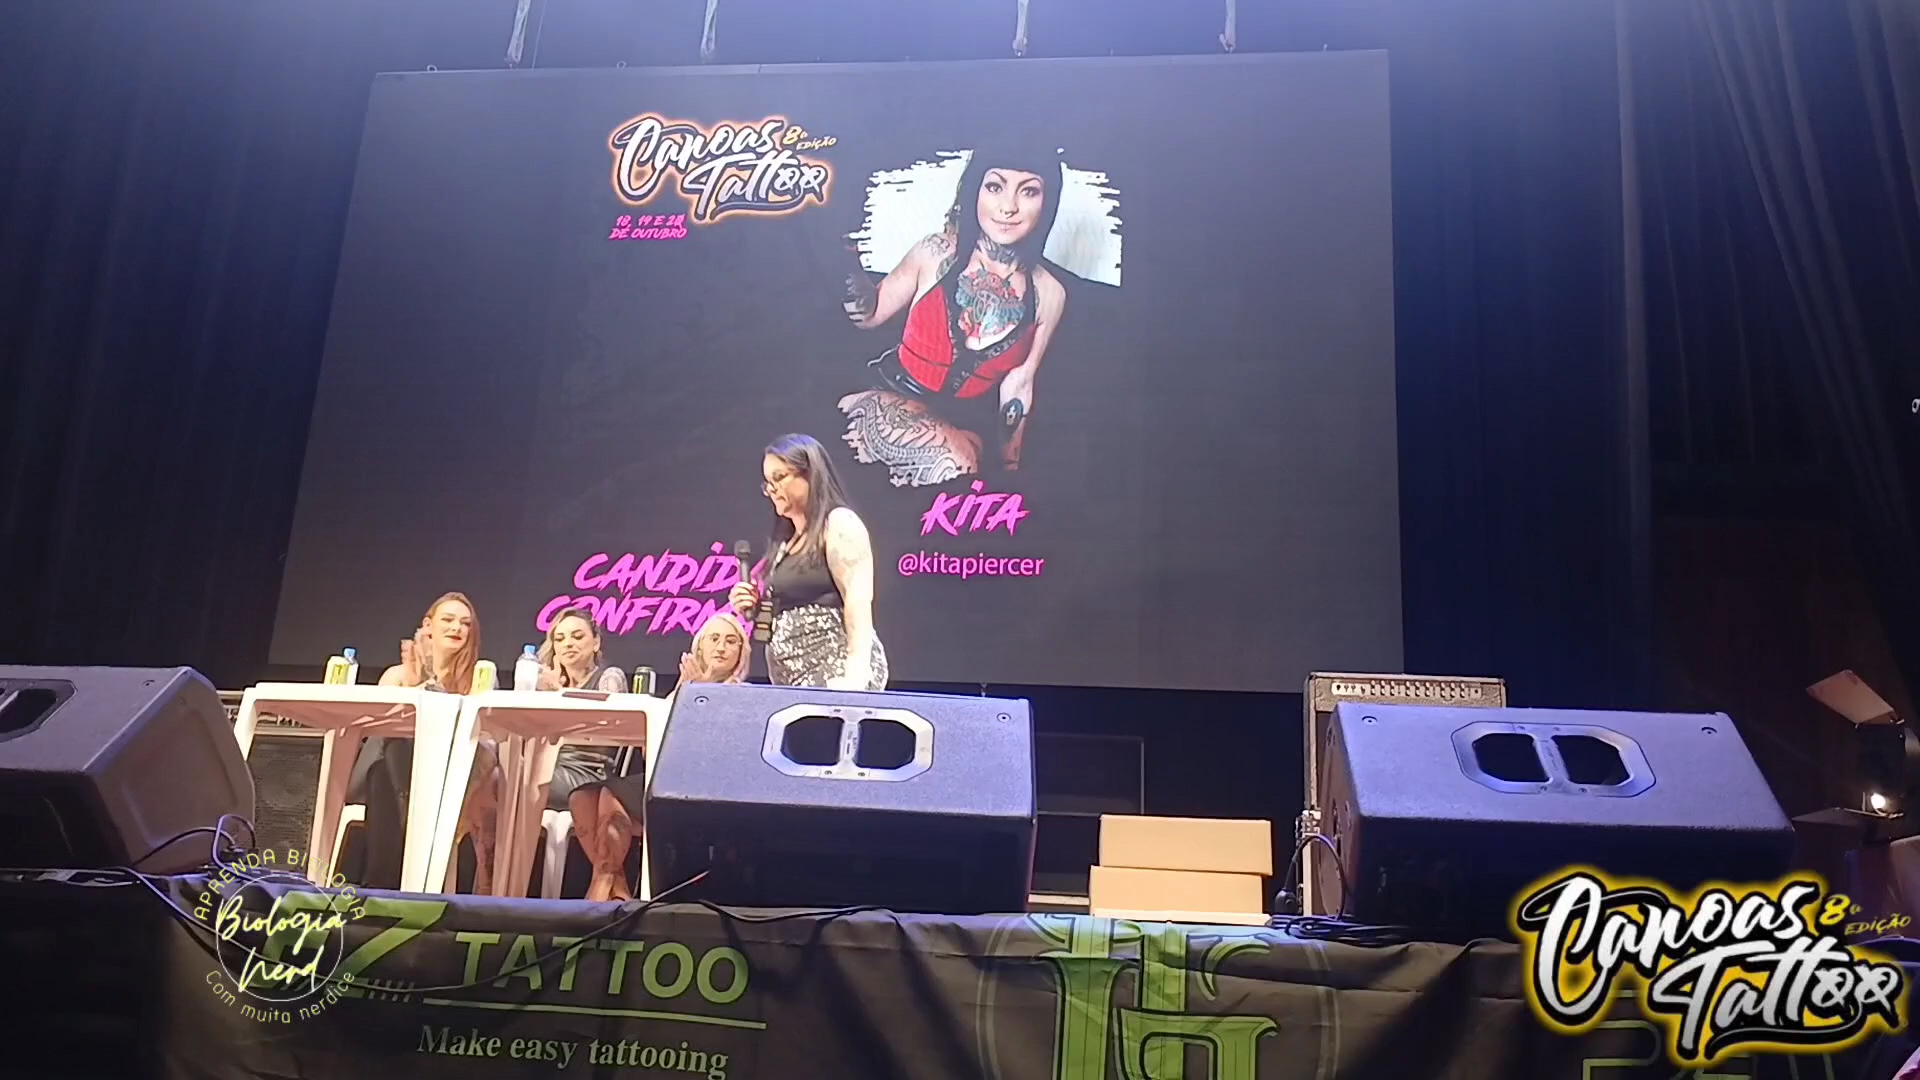 Canoas 8ª
EDIÇÃO
Tattoo
18, 19 E 20
DE OUTUBRO
KITA
@kitapiercer
CANDID
CONFIRM
APRENDA BIOLOGIA
Biologia
Nerd
Com muita nerdice
EZ TATTOO
Make easy tattooing
Canoas 8ª
EDIÇÃO
Tattoo